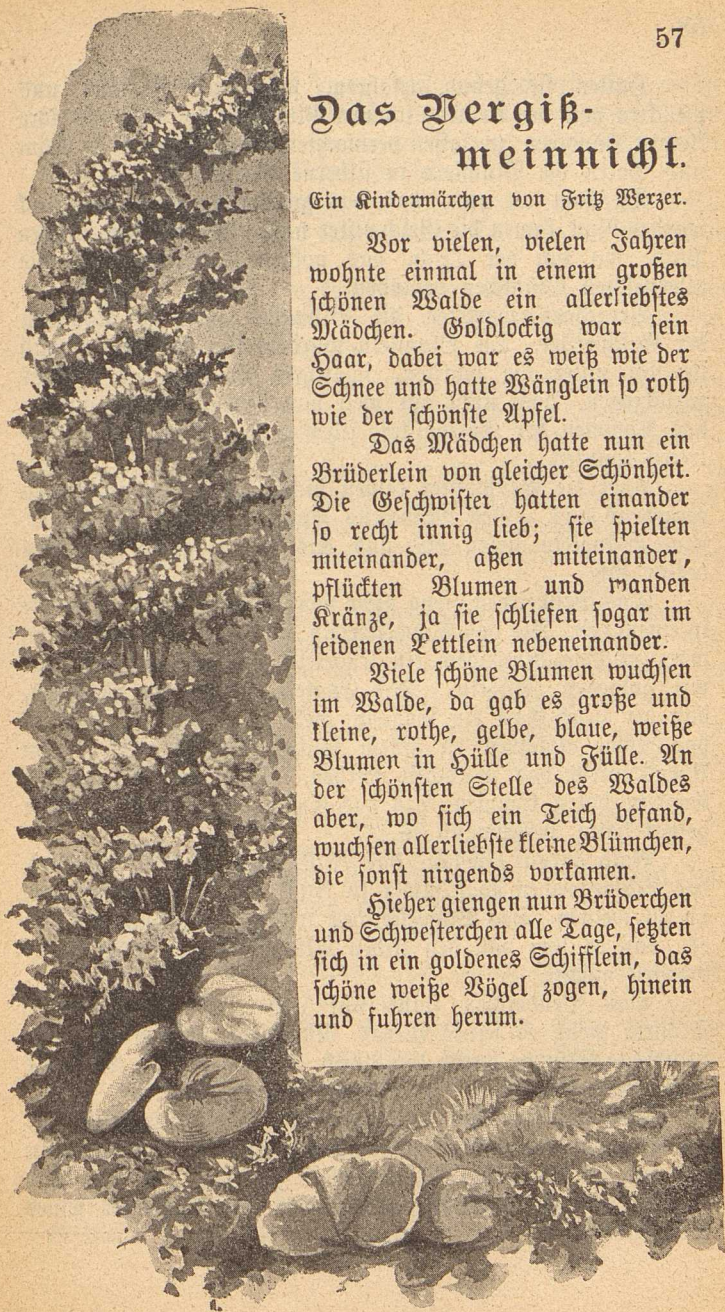 57
Das Vergiß-
meinnicht.
Ein Kindermärchen von Fritz Werzer.
Vor vielen, vielen Jahren
wohnte einmal in einem großen
schönen Walde ein allerliebstes
Mädchen. Goldlockig war sein
Haar, dabei war es weiß wie der
Schnee und hatte Wänglein so roth
wie der schönste Apfel.
Das Mädchen hatte nun ein
Brüderlein von gleicher Schönheit.
Die Geschwister hatten einander
so recht innig lieb; sie spielten
miteinander, aßen miteinander,
pflückten Blumen und wanden
Kränze, ja sie schliefen sogar im
seidenen Bettlein nebeneinander.
Viele schöne Blumen wuchsen
im Walde, da gab es große und
kleine, rothe, gelbe, blaue, weiße
Blumen in Hülle und Fülle. An
der schönsten Stelle des Waldes
aber, wo sich ein Teich befand,
wuchsen allerliebste kleine Blümchen,
die sonst nirgends vorkamen.
Hieher giengen nun Brüderchen
und Schwesterchen alle Tage, setzten
sich in ein goldenes Schifflein, das
schöne weiße Vögel zogen, hinein
und fuhren herum.